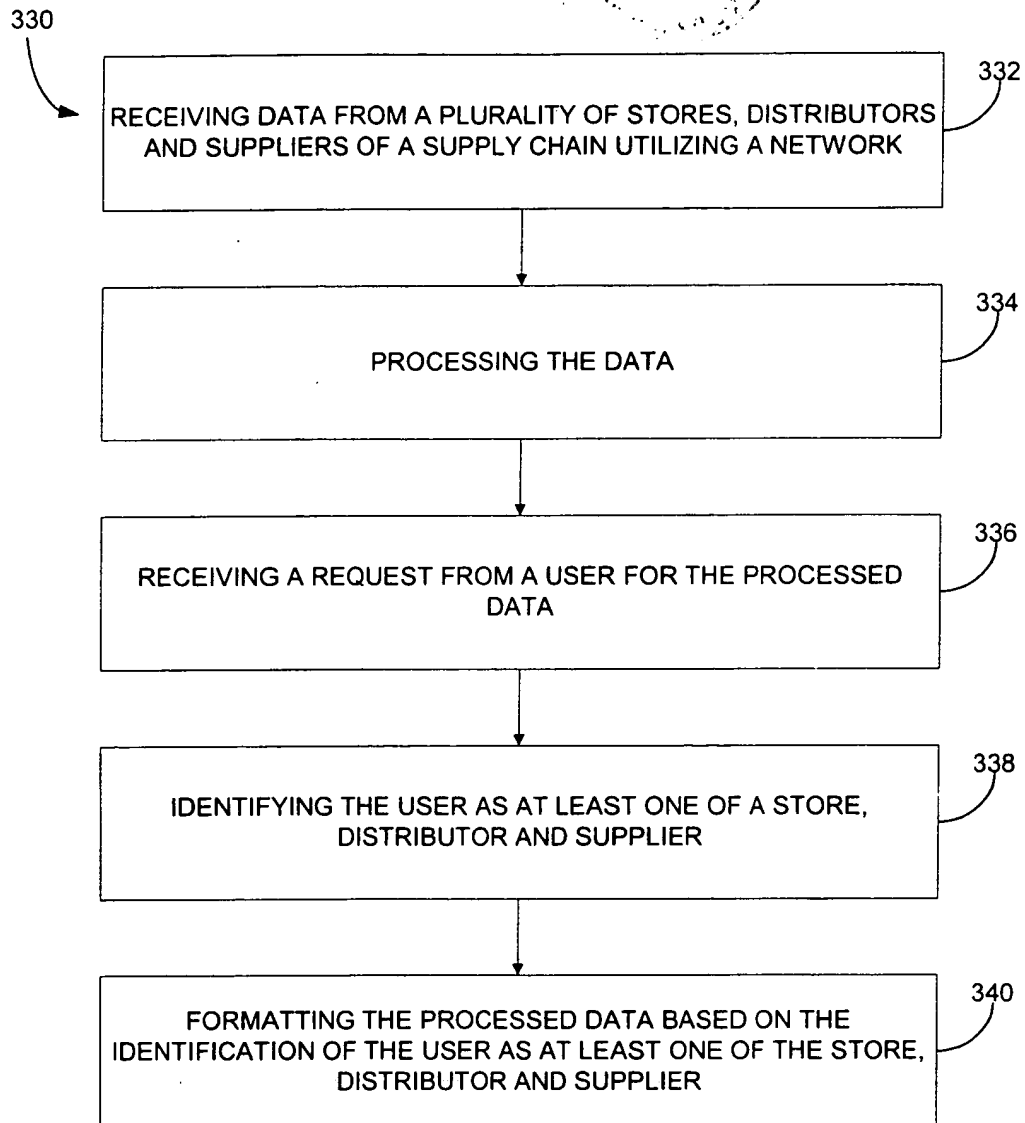 330
332
RECEIVING DATA FROM A PLURALITY OF STORES, DISTRIBUTORS
AND SUPPLIERS OF A SUPPLY CHAIN UTILIZING A NETWORK
334
PROCESSING THE DATA
336
RECEIVING A REQUEST FROM A USER FOR THE PROCESSED
DATA
338
IDENTIFYING THE USER AS AT LEAST ONE OF A STORE,
DISTRIBUTOR AND SUPPLIER
340
FORMATTING THE PROCESSED DATA BASED ON THE
IDENTIFICATION OF THE USER AS AT LEAST ONE OF THE STORE,
DISTRIBUTOR AND SUPPLIER